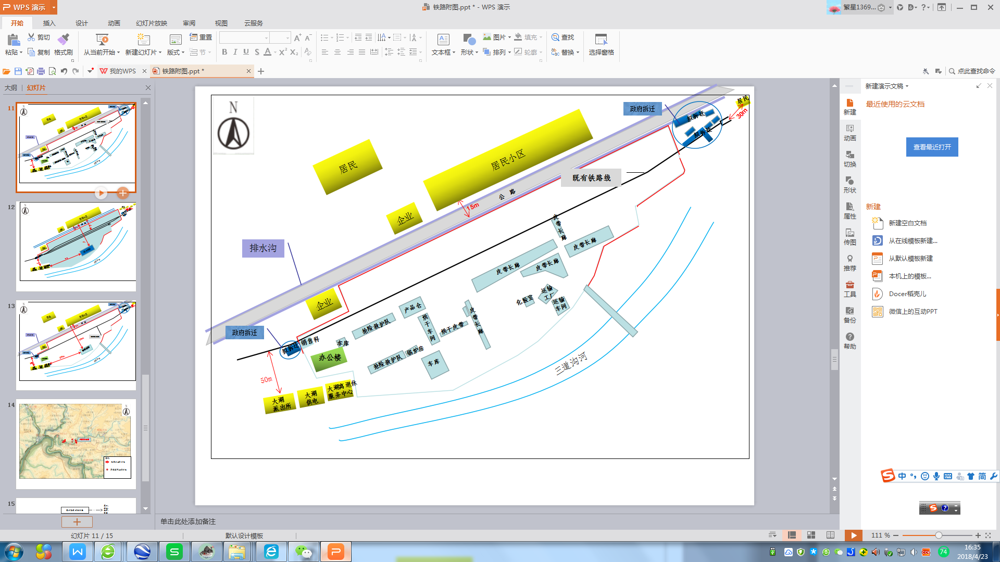 WPS 演示
铁路附图.ppt * - WPS 演示
繁星1369...
开始
插入
设计
动画
幻灯片放映
审阅
视图
云服务
粘贴
剪切
复制
格式刷
从当前开始
新建幻灯片
版式
重置
节
文本框
形状
图片
排列
填充
轮廓
查找
替换
选择窗格
我的WPS
铁路附图.ppt *
点此查找命令
大纲
幻灯片
11
12
13
14
15
N
居民
居民小区
企业
公 路
15m
政府拆迁
拟拆迁
拟拆迁
居民
30m
既有铁路线
排水沟
皮带长廊
皮带长廊
皮带长廊
皮带长廊
企业
产品仓
抢险救护队
烘干车间
烘干皮带
皮带长廊
化验室
运输工厂
运输车间
政府拆迁
拟拆迁
销售科
车库
办公楼
抢险救护队
锅炉房
车库
50m
大湖
派出所
大湖
供电
大湖离退休
服务中心
三道沟河
新建演示文稿
最近使用的云文档
查看最近打开
新建
新建空白文档
从在线模板新建...
从默认模板新建
本机上的模板...
Docer稻壳儿
微信上的互动PPT
新建
动画
切换
形状
属性
传图
推荐
工具
备份
帮助
中
简
单击此处添加备注
幻灯片 11 / 15
默认设计模板
111 %
74
16:35
2018/4/23